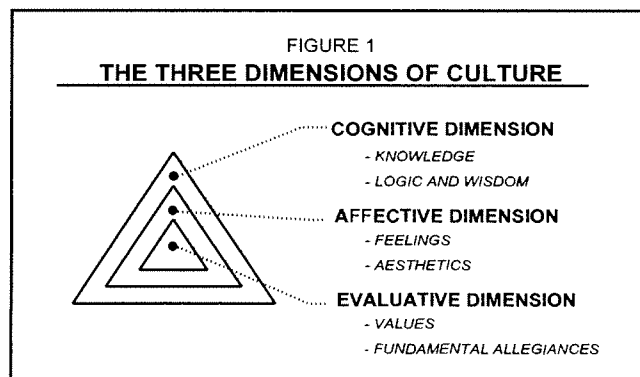 FIGURE 1
THE THREE DIMENSIONS OF CULTURE
COGNITIVE DIMENSION
- KNOWLEDGE
- LOGIC AND WISDOM
AFFECTIVE DIMENSION
- FEELINGS
- AESTHETICS
EVALUATIVE DIMENSION
- VALUES
- FUNDAMENTAL ALLEGIANCES